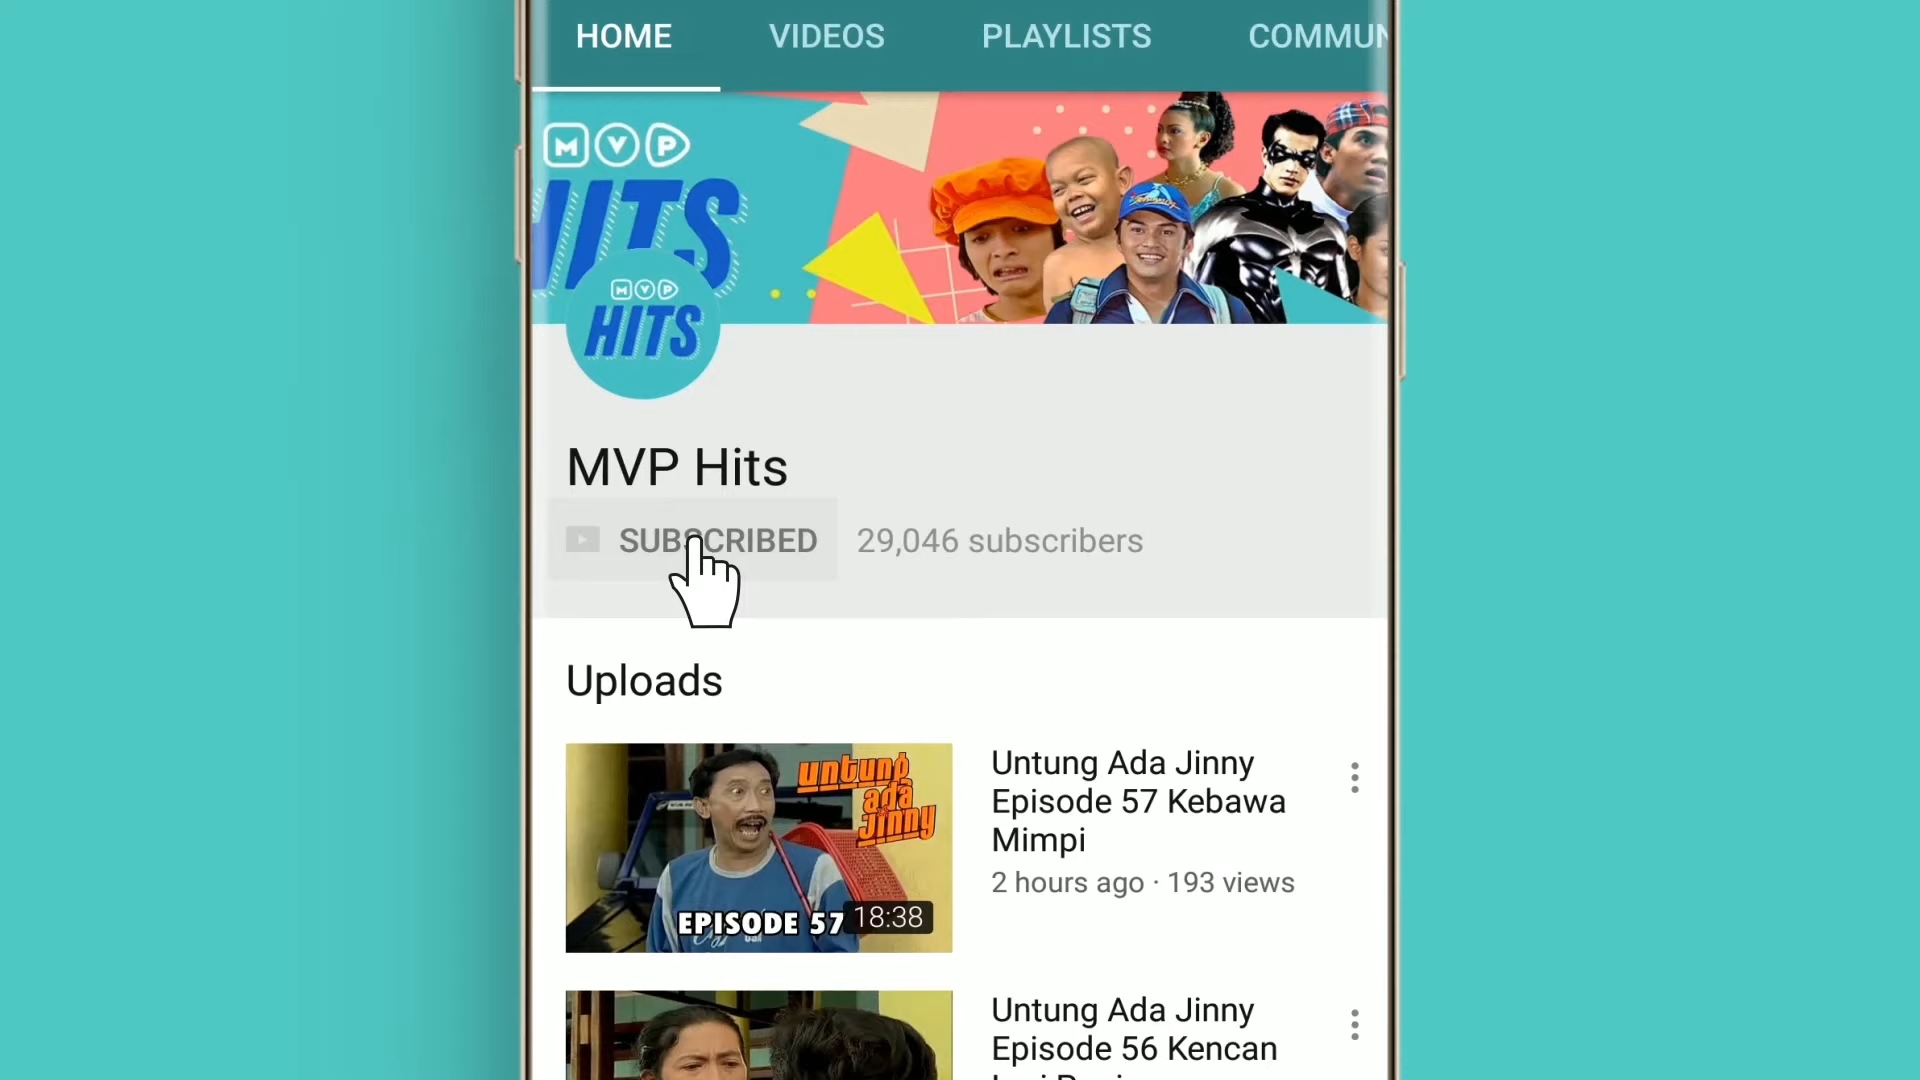 HOME VIDEOS PLAYLISTS COMMUN
MVP
HITS
MVP
HITS
MVP Hits
SUBSCRIBED 29,046 subscribers
Uploads
untung
ada
jinny
EPISODE 57 18:38
Untung Ada Jinny
Episode 57 Kebawa
Mimpi
2 hours ago · 193 views
Untung Ada Jinny
Episode 56 Kencan